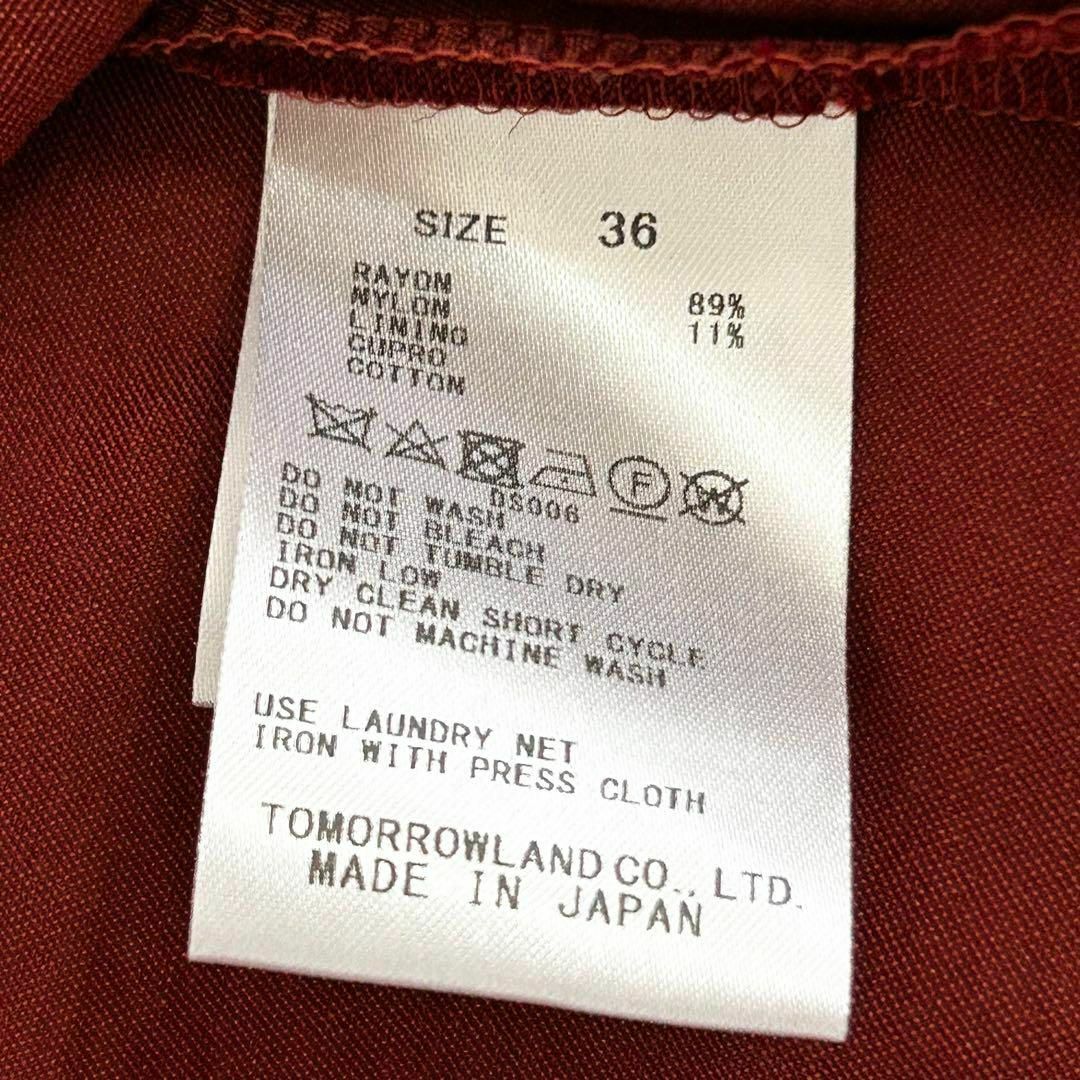 SIZE 36
RAYON 89%
NYLON 11%
LINING
CUPRO
COTTON
F W
DS006
DO NOT WASH
DO NOT BLEACH
DO NOT TUMBLE DRY
IRON LOW
DRY CLEAN SHORT CYCLE
DO NOT MACHINE WASH
USE LAUNDRY NET
IRON WITH PRESS CLOTH
TOMORROWLAND CO., LTD.
MADE IN JAPAN